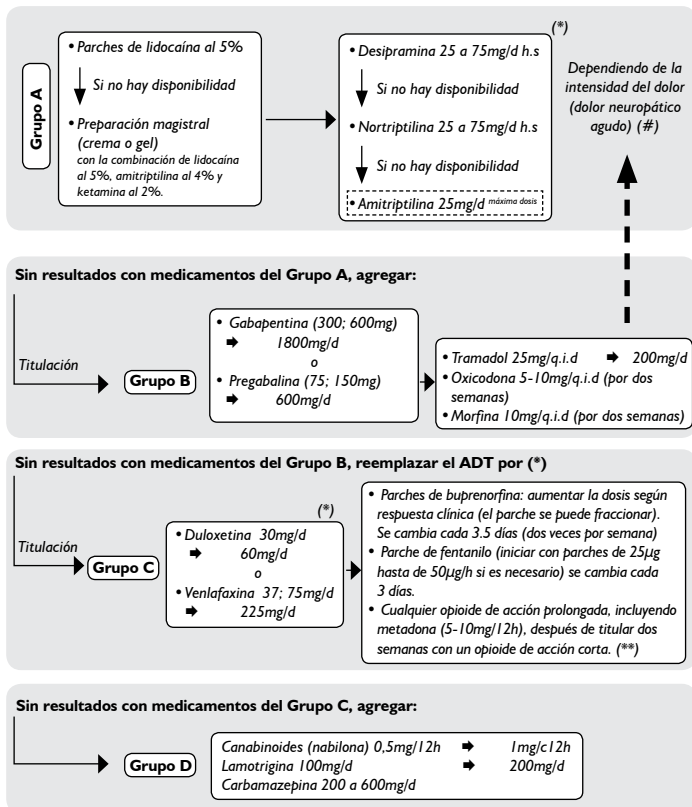 Grupo A
• Parches de lidocaína al 5%
Si no hay disponibilidad
• Preparación magistral
(crema o gel)
con la combinación de lidocaína
al 5%, amitriptilina al 4% y
ketamina al 2%.
(*)
• Desipramina 25 a 75mg/d h.s
Si no hay disponibilidad
• Nortriptilina 25 a 75mg/d h.s
Si no hay disponibilidad
• Amitriptilina 25mg/d máxima dosis
Dependiendo de la
intensidad del dolor
(dolor neuropático
agudo) (#)
Sin resultados con medicamentos del Grupo A, agregar:
Titulación
Grupo B
• Gabapentina (300; 600mg)
➡ 1800mg/d
o
• Pregabalina (75; 150mg)
➡ 600mg/d
• Tramadol 25mg/q.i.d ➡ 200mg/d
• Oxicodona 5-10mg/q.i.d (por dos
semanas)
• Morfina 10mg/q.i.d (por dos semanas)
Sin resultados con medicamentos del Grupo B, reemplazar el ADT por (*)
Titulación
Grupo C
(*)
• Duloxetina 30mg/d
➡ 60mg/d
o
• Venlafaxina 37; 75mg/d
➡ 225mg/d
• Parches de buprenorfina: aumentar la dosis según
respuesta clínica (el parche se puede fraccionar).
Se cambia cada 3.5 días (dos veces por semana)
• Parche de fentanilo (iniciar con parches de 25µg
hasta de 50µg/h si es necesario) se cambia cada
3 días.
• Cualquier opioide de acción prolongada, incluyendo
metadona (5-10mg/12h), después de titular dos
semanas con un opioide de acción corta. (**)
Sin resultados con medicamentos del Grupo C, agregar:
Grupo D
Canabinoides (nabilona) 0,5mg/12h ➡ 1mg/c12h
Lamotrigina 100mg/d ➡ 200mg/d
Carbamazepina 200 a 600mg/d